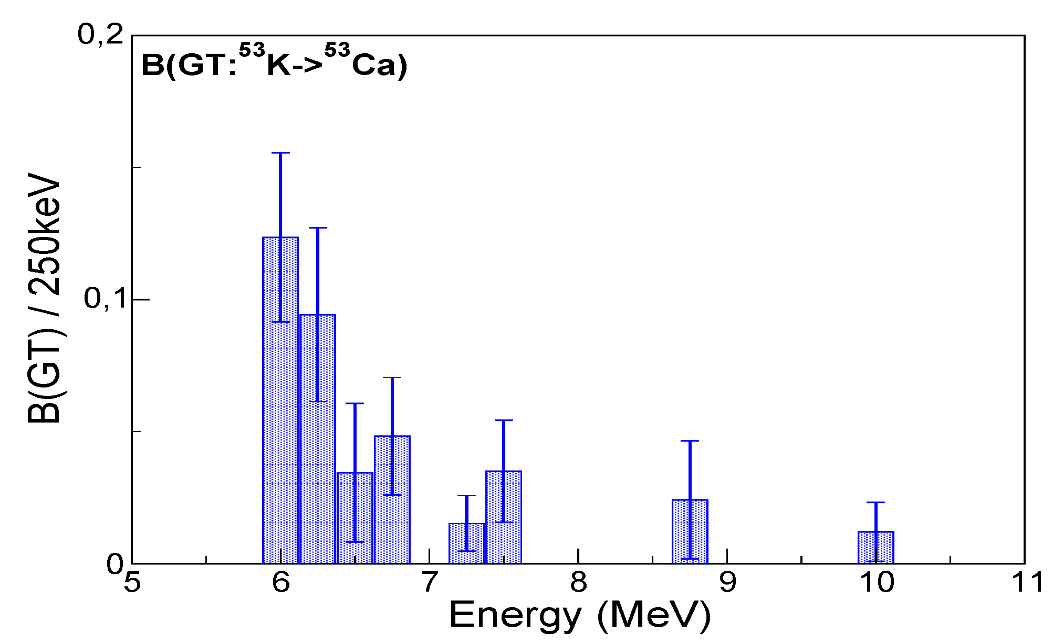 0,2
B(GT:⁵³K->⁵³Ca)
B(GT) / 250keV
0,1
0
5 6 7 8 9 10 11
Energy (MeV)